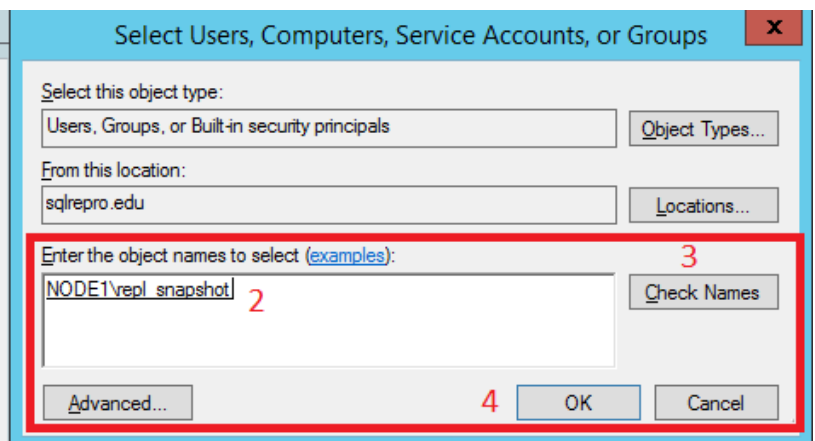 Select Users, Computers, Service Accounts, or Groups
x
Select this object type:
Users, Groups, or Built-in security principals
Object Types...
From this location:
sqlrepro.edu
Locations...
Enter the object names to select (examples):
3
NODE1\repl_snapshot
2
Check Names
Advanced...
4
OK
Cancel